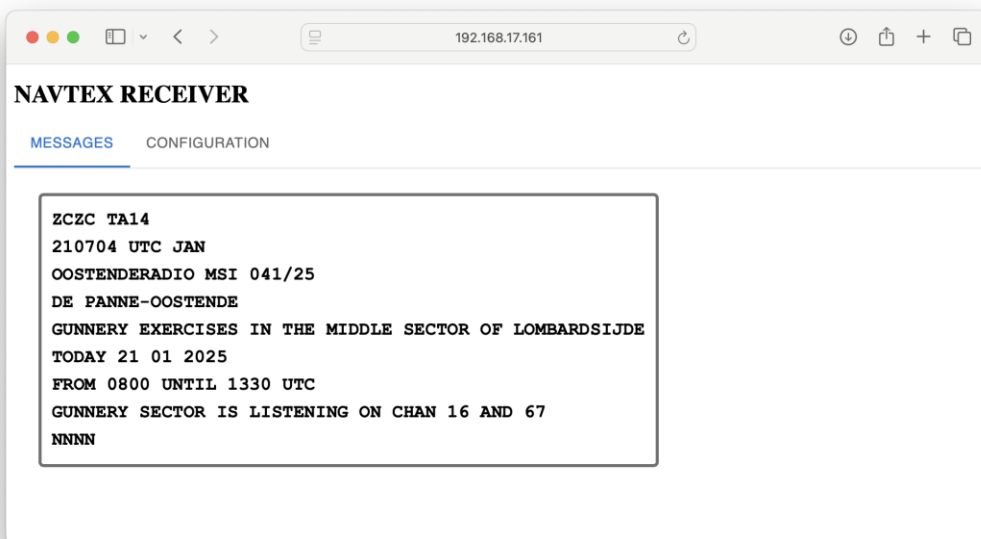 192.168.17.161
NAVTEX RECEIVER
MESSAGES CONFIGURATION
ZCZC TA14
210704 UTC JAN
OOSTENDERADIO MSI 041/25
DE PANNE-OOSTENDE
GUNNERY EXERCISES IN THE MIDDLE SECTOR OF LOMBARDSIJDE
TODAY 21 01 2025
FROM 0800 UNTIL 1330 UTC
GUNNERY SECTOR IS LISTENING ON CHAN 16 AND 67
NNNN